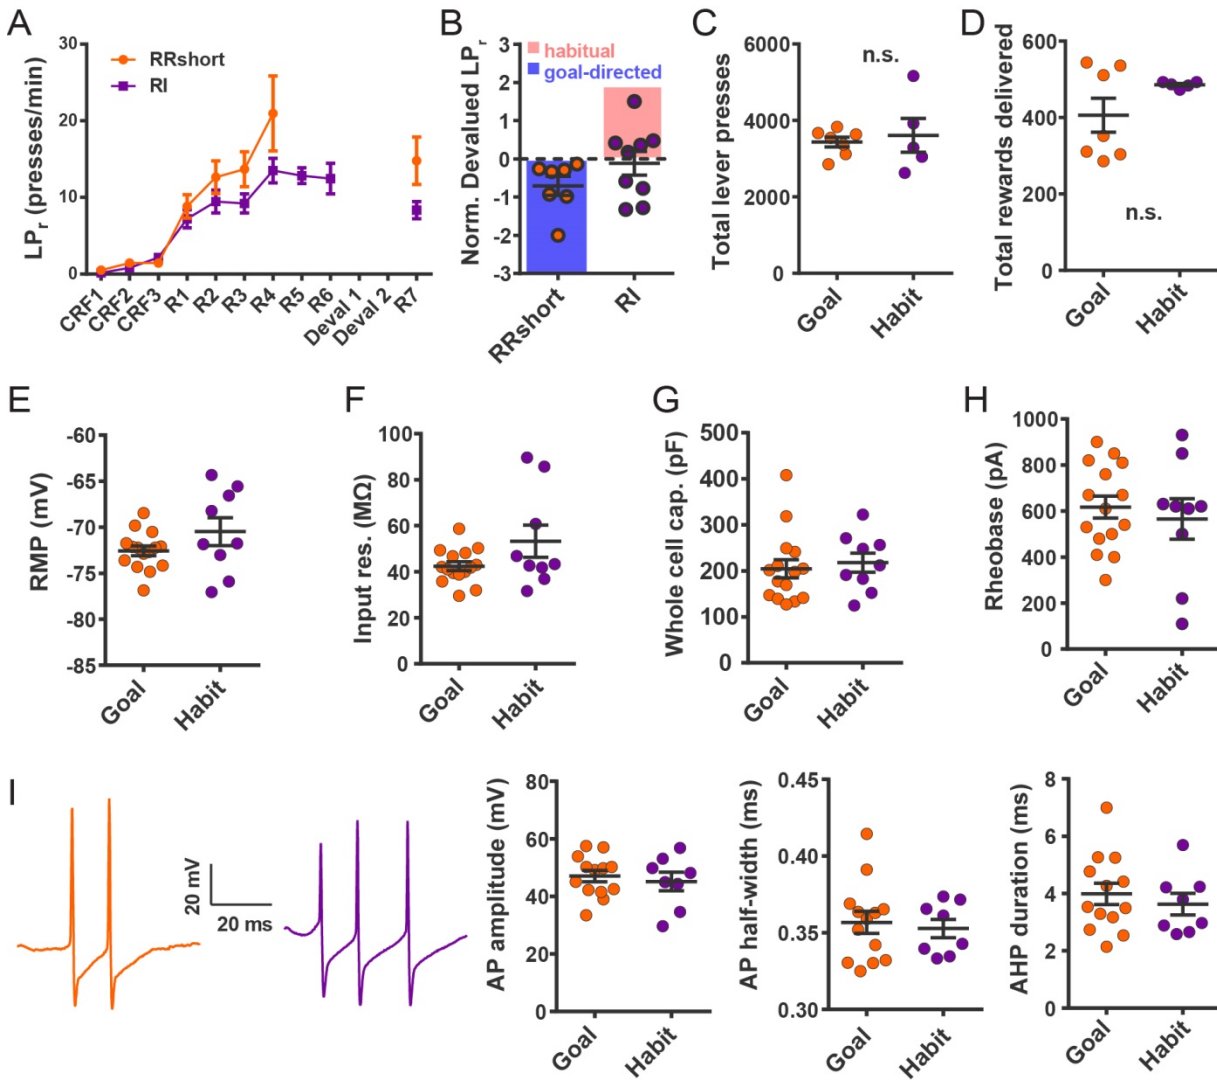 A
LPr (presses/min)
30
20
10
0
RRshort
RI
CRF1
CRF2
CRF3
R1
R2
R3
R4
R5
R6
Deval 1
Deval 2
R7
B
Norm. Devalued LPr
3
2
1
0
-1
-2
-3
habitual
goal-directed
RRshort
RI
C
Total lever presses
6000
4000
2000
0
n.s.
Goal
Habit
D
Total rewards delivered
600
400
200
0
n.s.
Goal
Habit
E
RMP (mV)
-60
-65
-70
-75
-80
-85
Goal
Habit
F
Input res. (MΩ)
100
80
60
40
20
0
Goal
Habit
G
Whole cell cap. (pF)
500
400
300
200
100
0
Goal
Habit
H
Rheobase (pA)
1000
800
600
400
200
0
Goal
Habit
I
20 mV
20 ms
AP amplitude (mV)
80
60
40
20
0
Goal
Habit
AP half-width (ms)
0.45
0.40
0.35
0.30
Goal
Habit
AHP duration (ms)
8
6
4
2
0
Goal
Habit